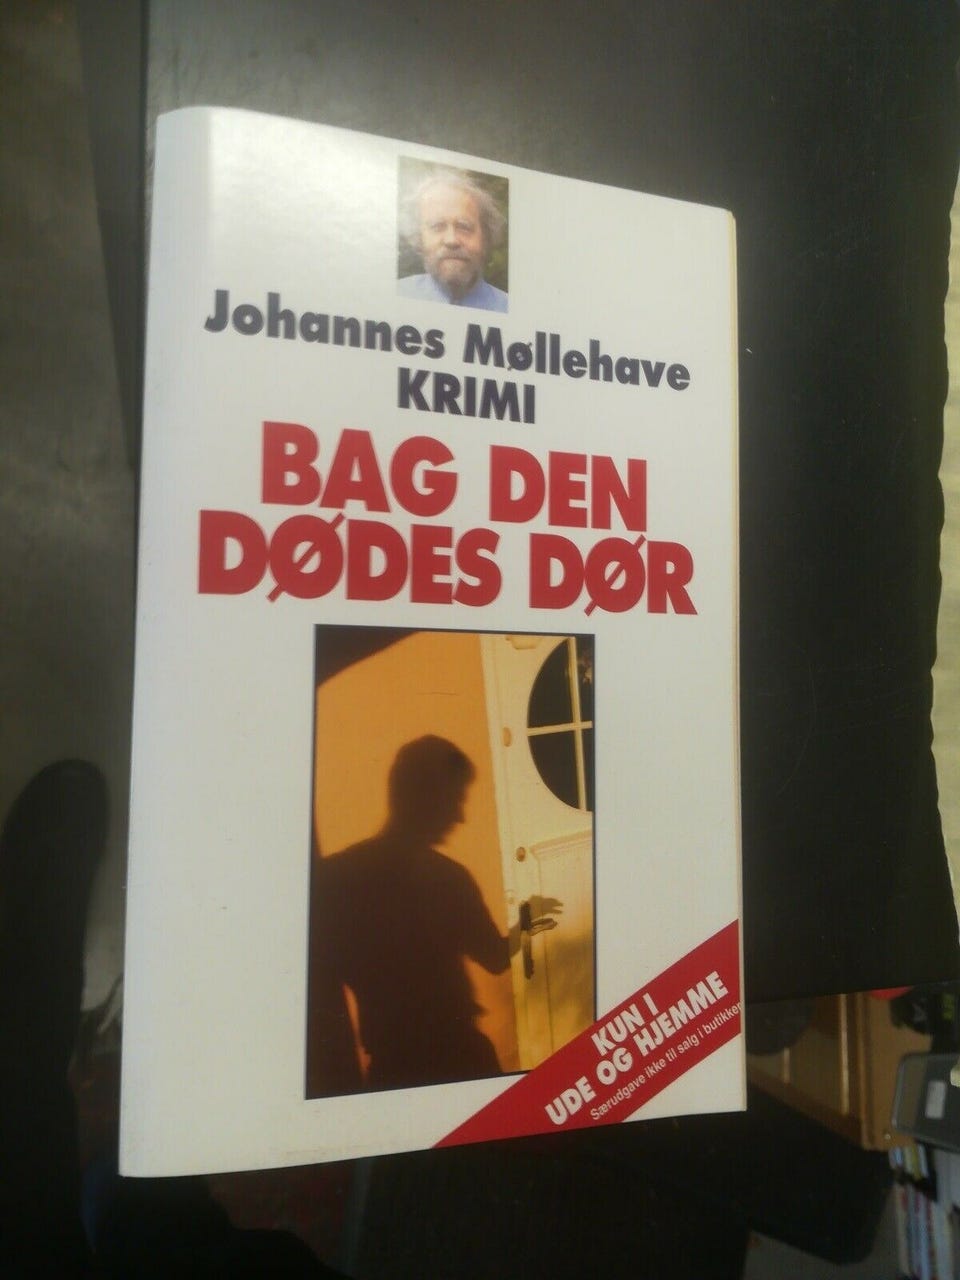 Johannes Møllehave
KRIMI
BAG DEN
DØDES DØR
KUN I
UDE OG HJEMME
Særudgave ikke til salg i butikker